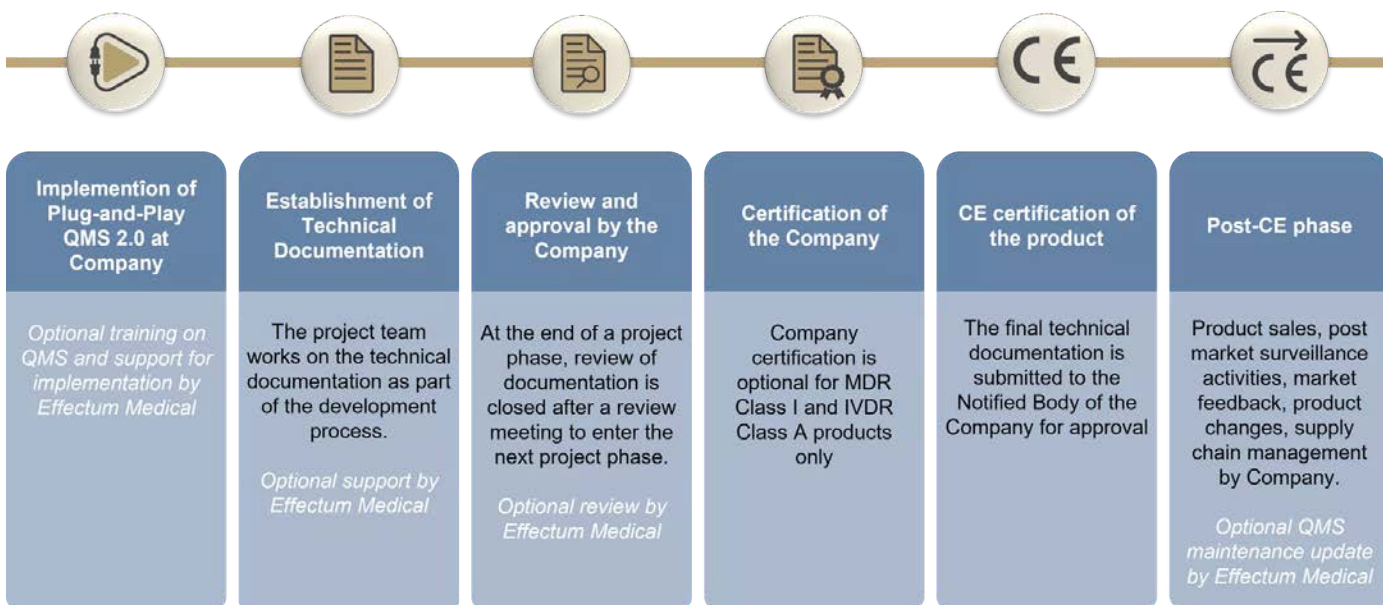 CE
CE
Implemention of
Plug-and-Play
QMS 2.0 at
Company
Optional training on
QMS and support for
implementation by
Effectum Medical
Establishment of
Technical
Documentation
The project team
works on the technical
documentation as part
of the development
process.
Optional support by
Effectum Medical
Review and
approval by the
Company
At the end of a project
phase, review of
documentation is
closed after a review
meeting to enter the
next project phase.
Optional review by
Effectum Medical
Certification of
the Company
Company
certification is
optional for MDR
Class I and IVDR
Class A products
only
CE certification of
the product
The final technical
documentation is
submitted to the
Notified Body of the
Company for approval
Post-CE phase
Product sales, post
market surveillance
activities, market
feedback, product
changes, supply
chain management
by Company.
Optional QMS
maintenance update
by Effectum Medical